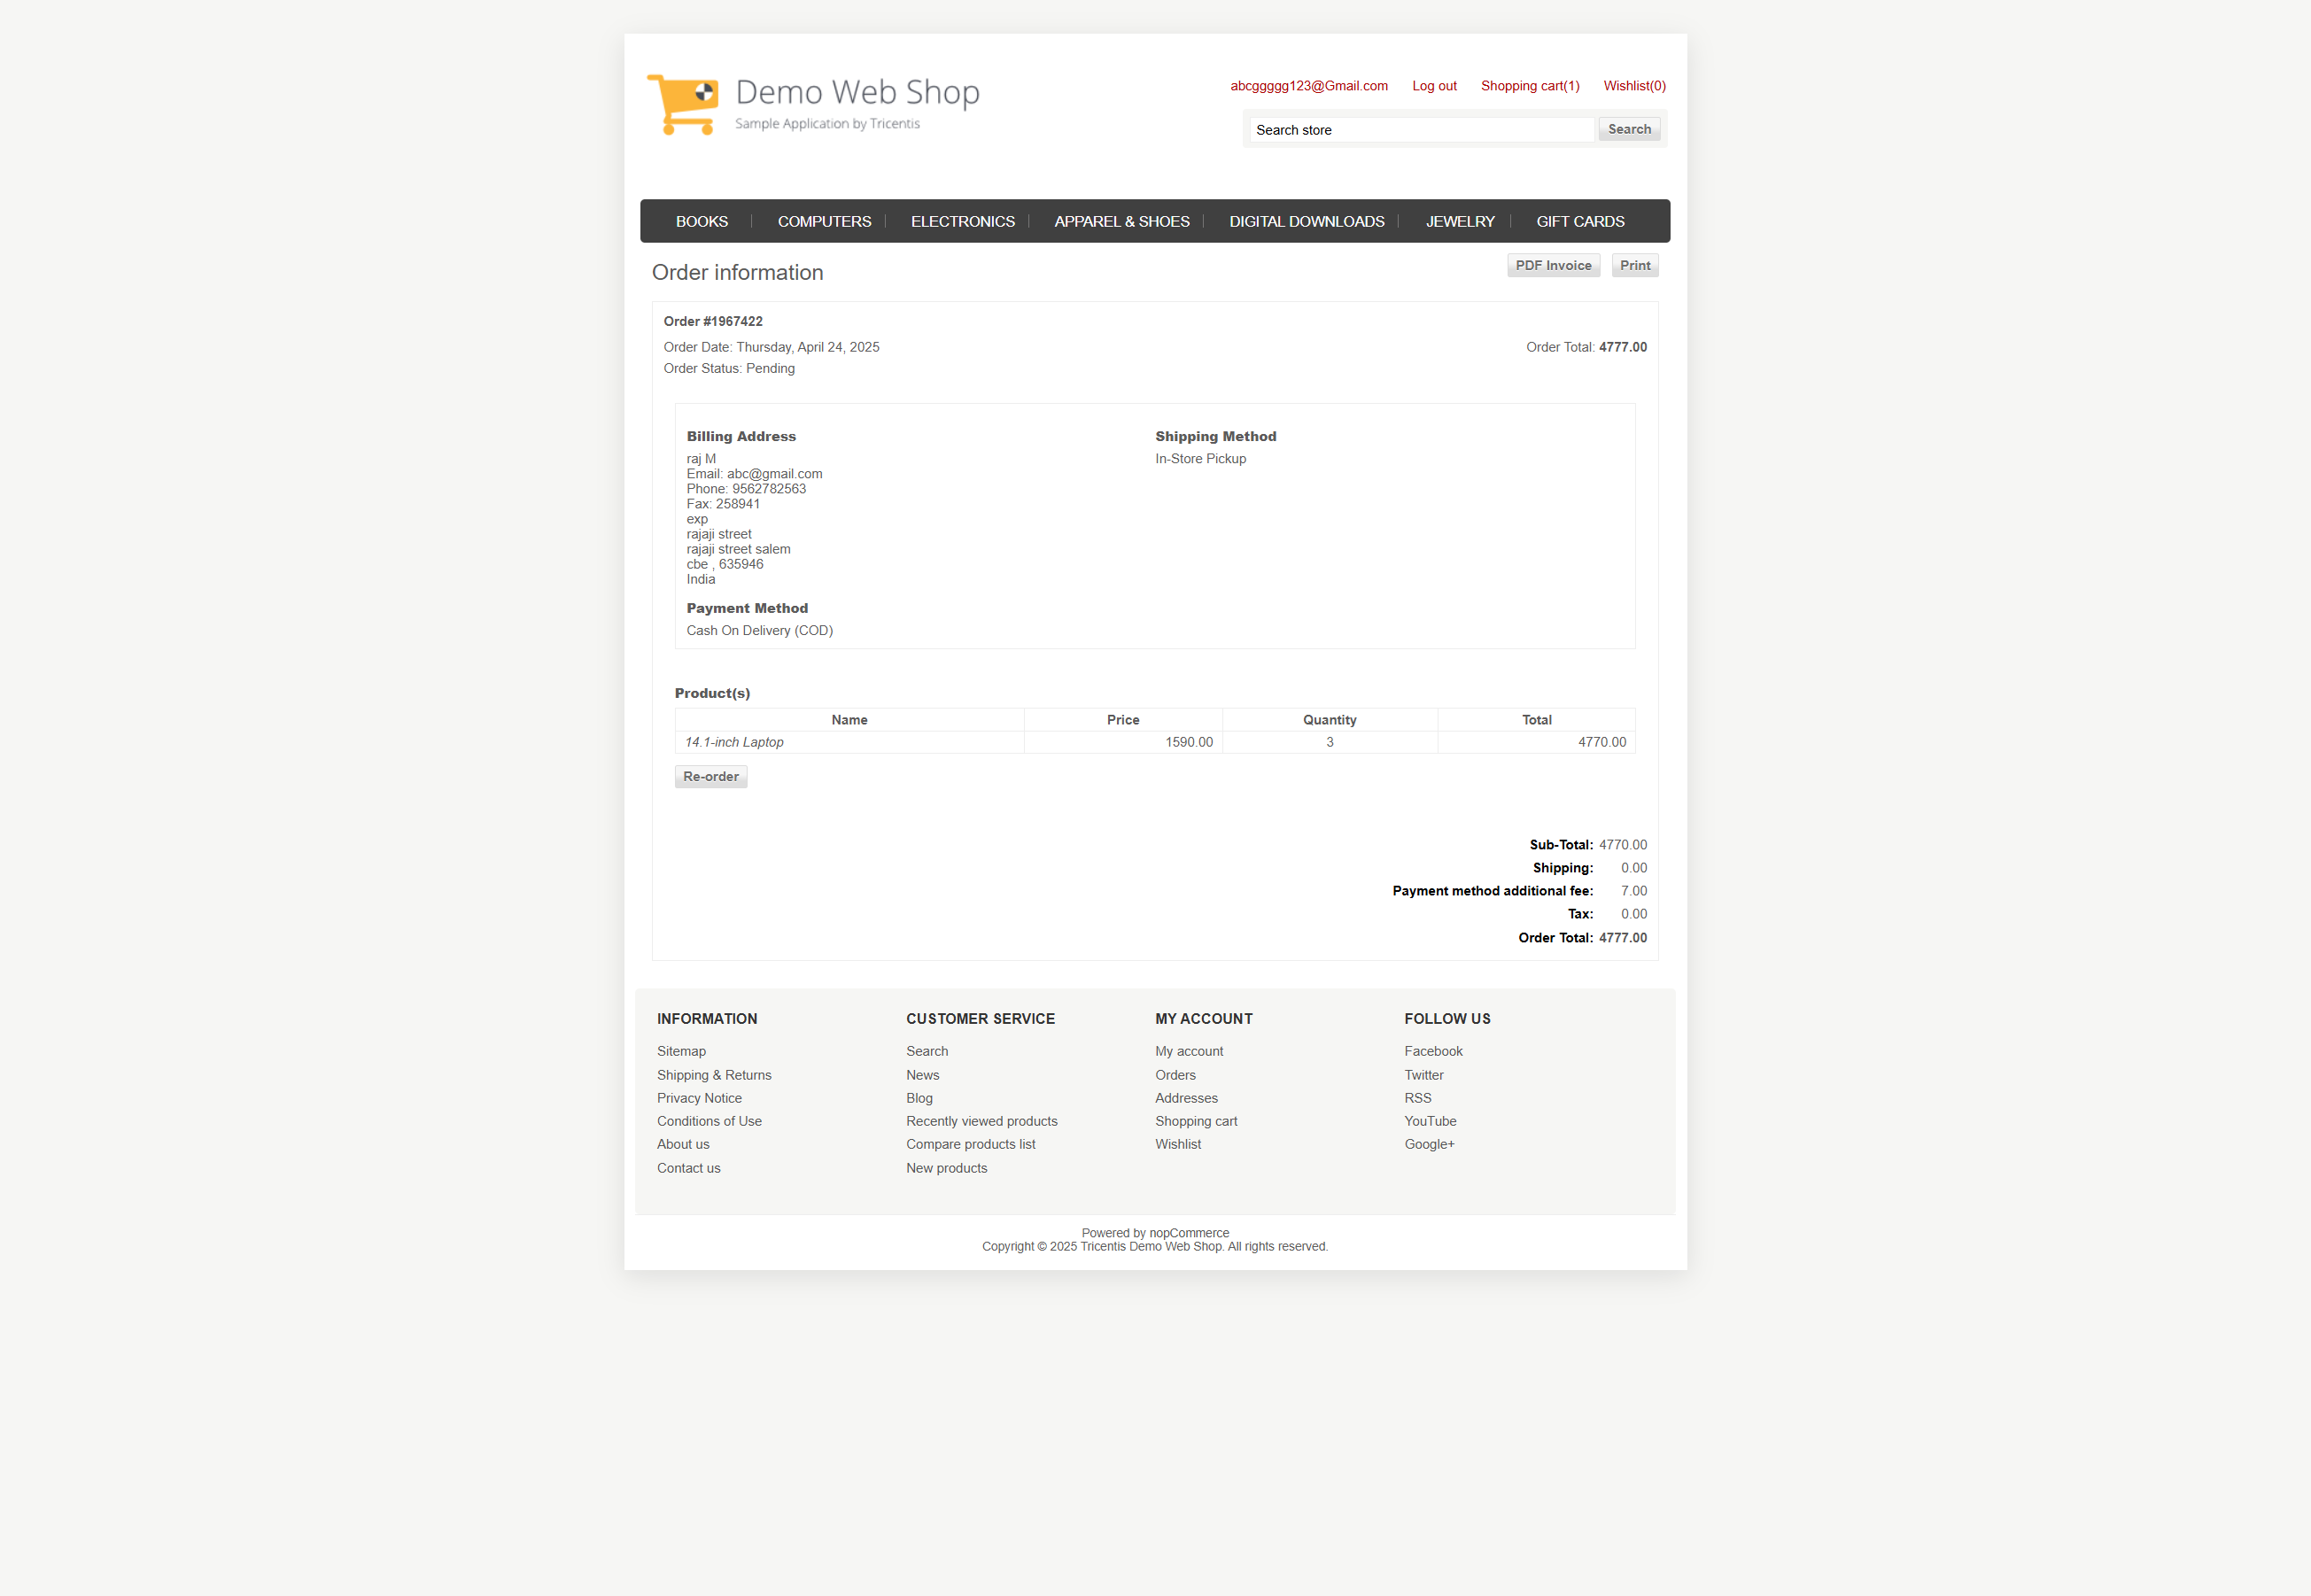 Demo Web Shop
Sample Application by Tricentis
abcggggg123@Gmail.com Log out Shopping cart(1) Wishlist(0)
Search store Search
BOOKS COMPUTERS ELECTRONICS APPAREL & SHOES DIGITAL DOWNLOADS JEWELRY GIFT CARDS
Order information
PDF Invoice Print
Order #1967422
Order Date: Thursday, April 24, 2025 Order Total: 4777.00
Order Status: Pending
Billing Address
raj M
Email: abc@gmail.com
Phone: 9562782563
Fax: 258941
exp
rajaji street
rajaji street salem
cbe , 635946
India
Payment Method
Cash On Delivery (COD)
Shipping Method
In-Store Pickup
Product(s)
Name Price Quantity Total
14.1-inch Laptop 1590.00 3 4770.00
Re-order
Sub-Total: 4770.00
Shipping: 0.00
Payment method additional fee: 7.00
Tax: 0.00
Order Total: 4777.00
INFORMATION
Sitemap
Shipping & Returns
Privacy Notice
Conditions of Use
About us
Contact us
CUSTOMER SERVICE
Search
News
Blog
Recently viewed products
Compare products list
New products
MY ACCOUNT
My account
Orders
Addresses
Shopping cart
Wishlist
FOLLOW US
Facebook
Twitter
RSS
YouTube
Google+
Powered by nopCommerce
Copyright © 2025 Tricentis Demo Web Shop. All rights reserved.